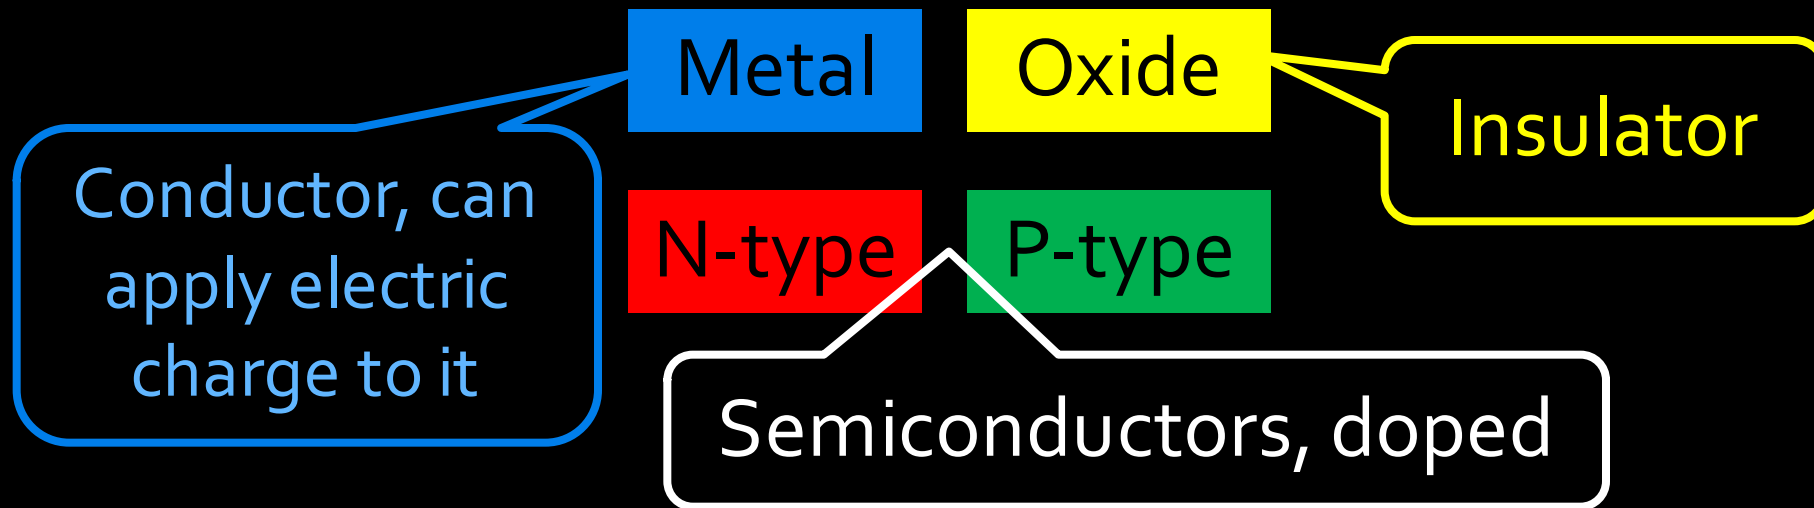 Metal
Oxide
Insulator
Conductor, can
apply electric
charge to it
N-type
P-type
Semiconductors, doped